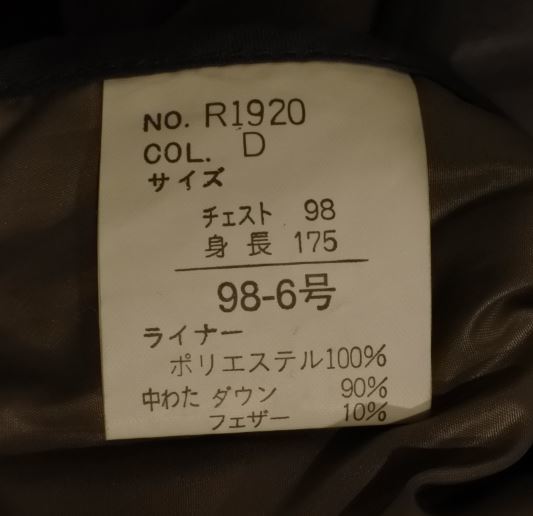 NO. R1920
COL. D
サイズ
チェスト 98
身長 175
98-6号
ライナー
ポリエステル100%
中わた ダウン 90%
フェザー 10%